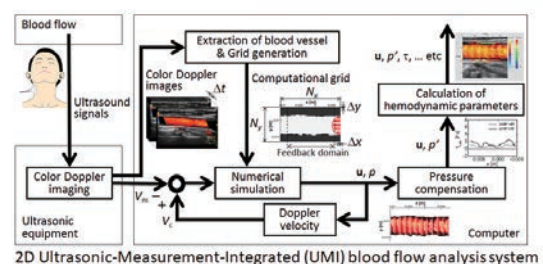 Blood flow
Ultrasound
signals
Color Doppler
imaging
Ultrasonic
equipment
Extraction of blood vessel
& Grid generation
Color Doppler
images
Δt
Computational grid
Nx
Ny
Δy
Δx
Feedback domain
Vm
−
+
Vc
Numerical
simulation
Doppler
velocity
u, p
Pressure
compensation
u, p'
Calculation of
hemodynamic parameters
u, p', τ, ... etc
Computer
2D Ultrasonic-Measurement-Integrated (UMI) blood flow analysis system